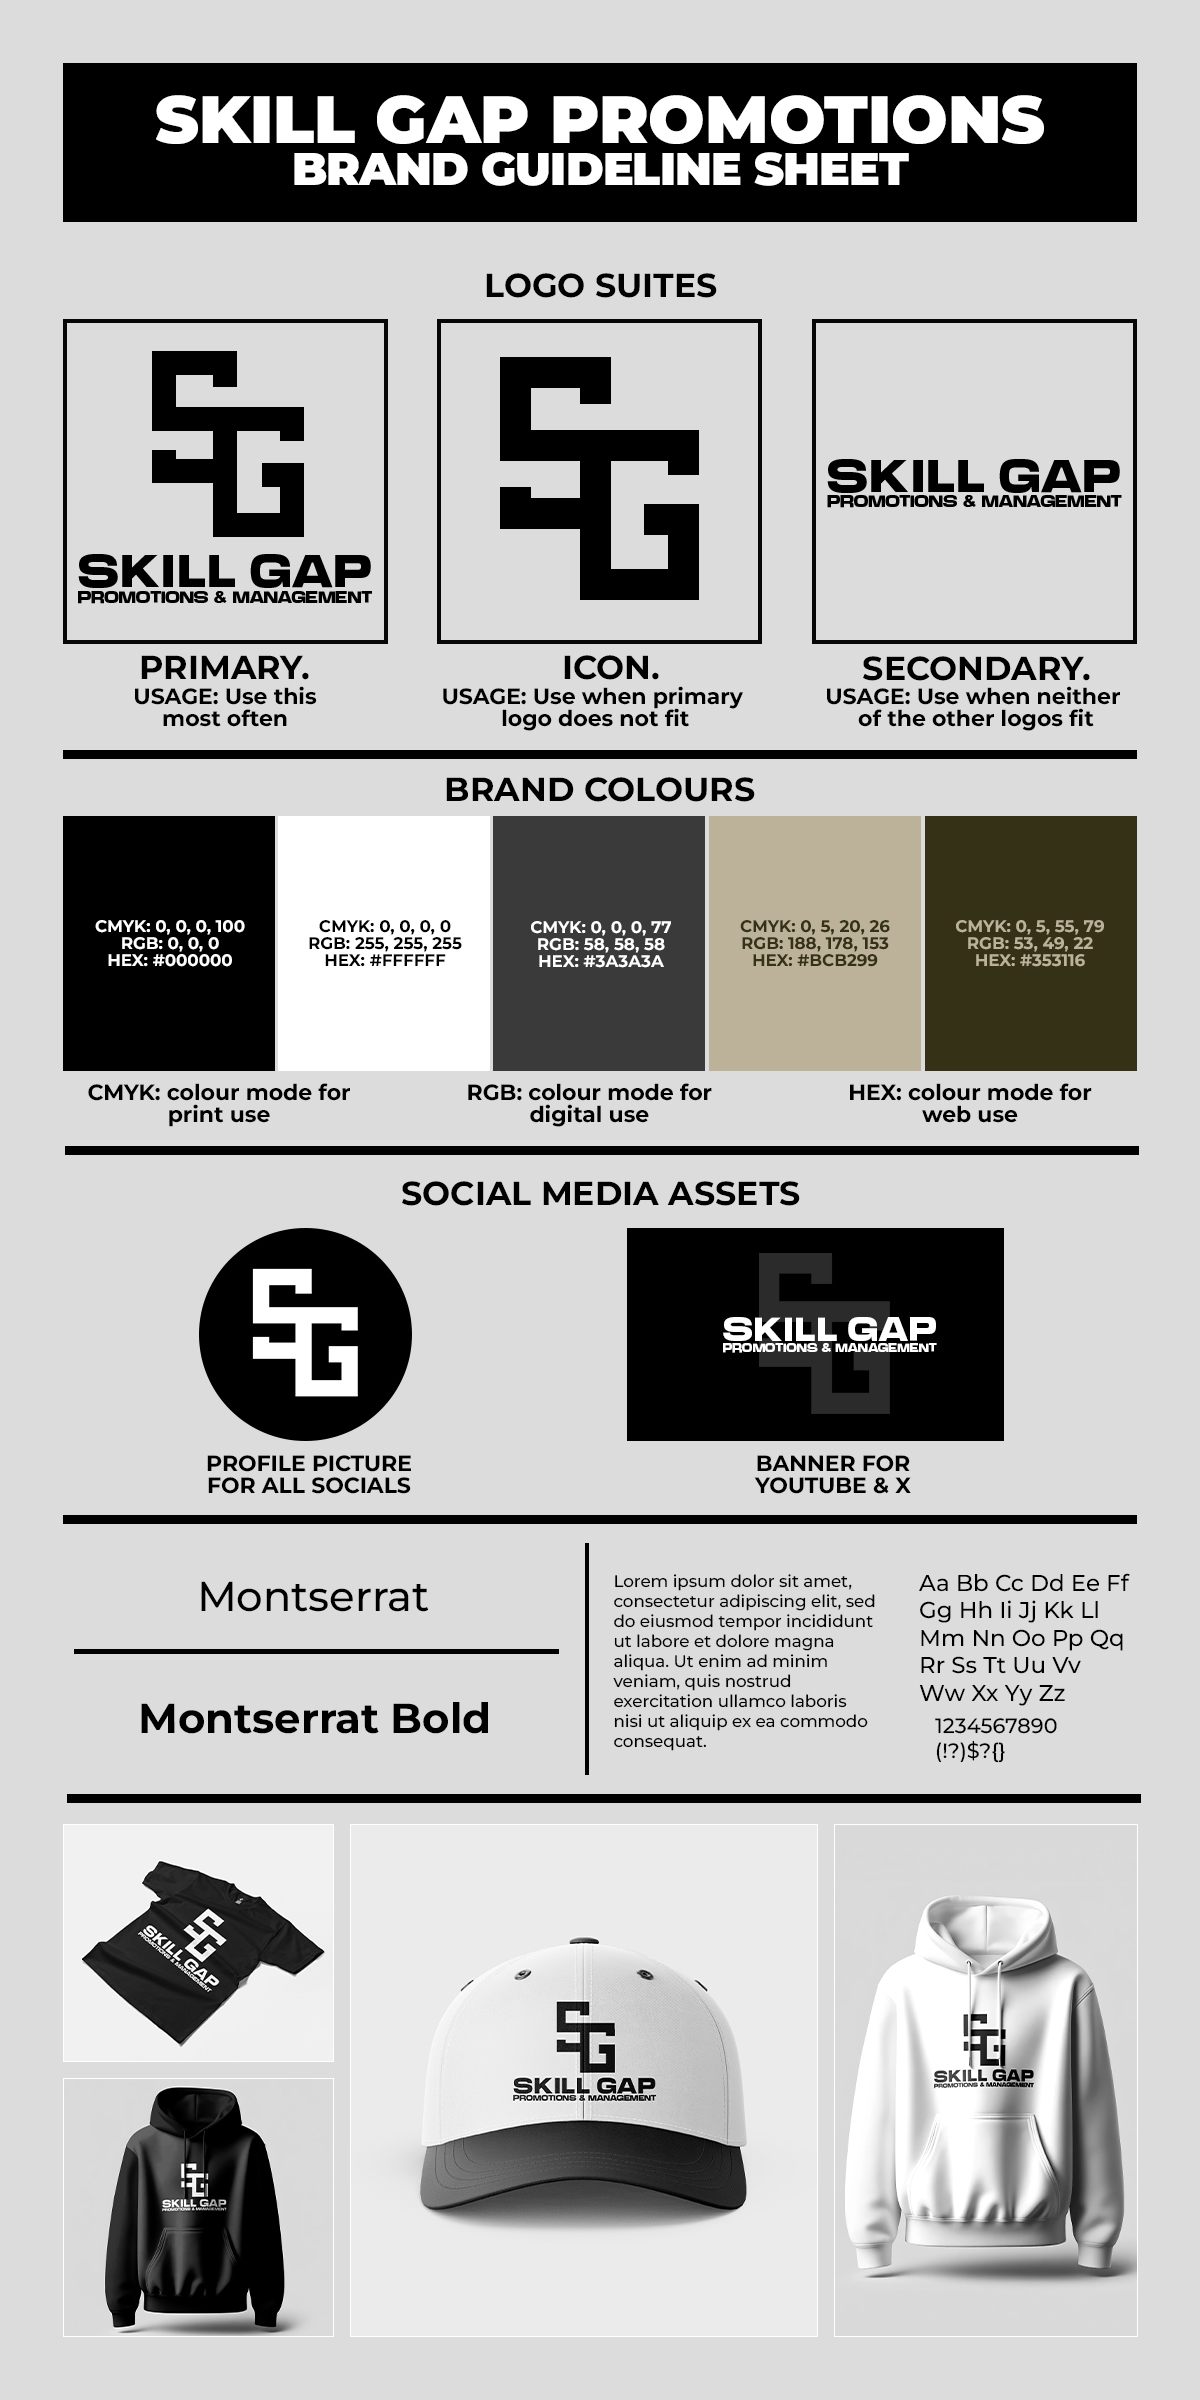 SKILL GAP PROMOTIONS
BRAND GUIDELINE SHEET
LOGO SUITES
SG
SKILL GAP
PROMOTIONS & MANAGEMENT
PRIMARY.
USAGE: Use this
most often
SG
ICON.
USAGE: Use when primary
logo does not fit
SKILL GAP
PROMOTIONS & MANAGEMENT
SECONDARY.
USAGE: Use when neither
of the other logos fit
BRAND COLOURS
CMYK: 0, 0, 0, 100
RGB: 0, 0, 0
HEX: #000000
CMYK: 0, 0, 0, 0
RGB: 255, 255, 255
HEX: #FFFFFF
CMYK: 0, 0, 0, 77
RGB: 58, 58, 58
HEX: #3A3A3A
CMYK: 0, 5, 20, 26
RGB: 188, 178, 153
HEX: #BCB299
CMYK: 0, 5, 55, 79
RGB: 53, 49, 22
HEX: #353116
CMYK: colour mode for
print use
RGB: colour mode for
digital use
HEX: colour mode for
web use
SOCIAL MEDIA ASSETS
SG
PROFILE PICTURE
FOR ALL SOCIALS
SG
SKILL GAP
PROMOTIONS & MANAGEMENT
BANNER FOR
YOUTUBE & X
Montserrat
Montserrat Bold
Lorem ipsum dolor sit amet,
consectetur adipiscing elit, sed
do eiusmod tempor incididunt
ut labore et dolore magna
aliqua. Ut enim ad minim
veniam, quis nostrud
exercitation ullamco laboris
nisi ut aliquip ex ea commodo
consequat.
Aa Bb Cc Dd Ee Ff
Gg Hh Ii Jj Kk Ll
Mm Nn Oo Pp Qq
Rr Ss Tt Uu Vv
Ww Xx Yy Zz
1234567890
(!?)$?{}
SG
SKILL GAP
PROMOTIONS & MANAGEMENT
SG
SKILL GAP
PROMOTIONS & MANAGEMENT
SG
SKILL GAP
PROMOTIONS & MANAGEMENT
SG
SKILL GAP
PROMOTIONS & MANAGEMENT